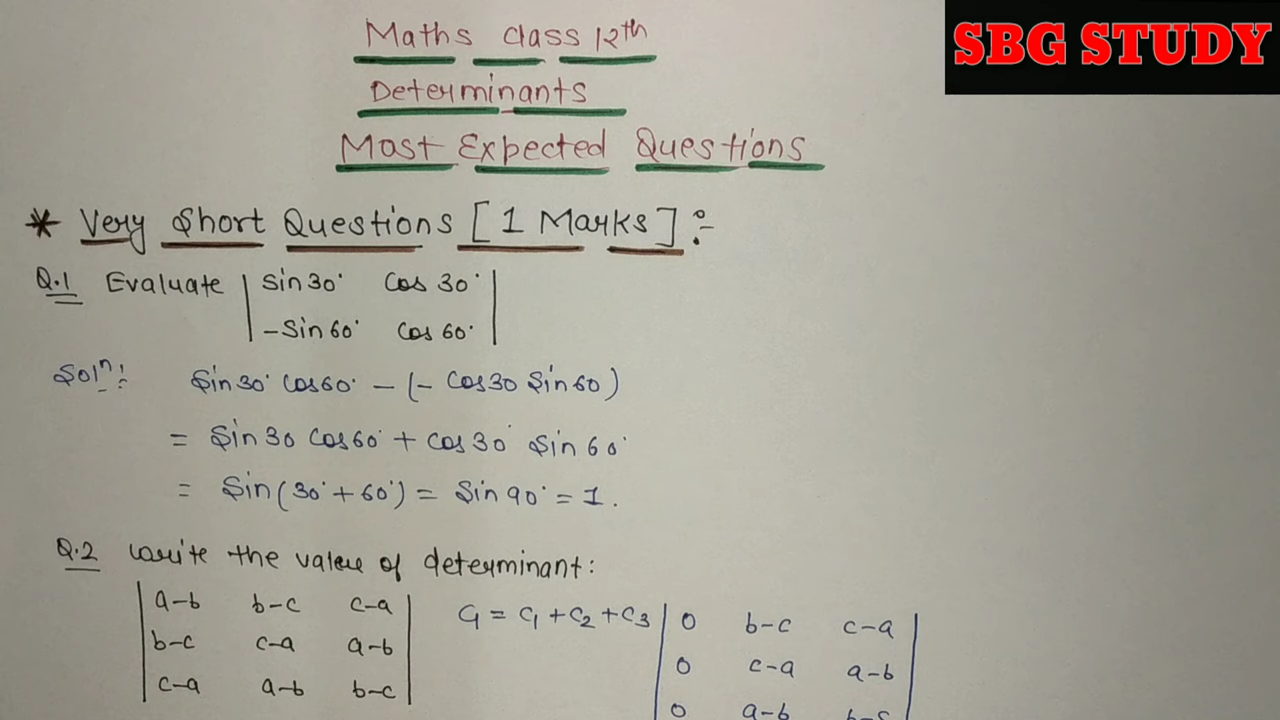 SBG STUDY
Maths class 12th
Determinants
Most Expected Questions
* Very Short Questions [1 Marks] :-
Q.1 Evaluate | sin30° cos 30° |
| -Sin60° cos 60° |
Solⁿ: Sin30° cos60° - (- cos30 Sin60)
= Sin30 cos60° + cos30° Sin60°
= Sin(30° + 60°) = Sin90° = 1.
Q.2 write the value of determinant:
| a-b b-c c-a | C₁ = C₁ + C₂ + C₃ | 0 b-c c-a |
| b-c c-a a-b | | 0 c-a a-b |
| c-a a-b b-c | | 0 a-b b-c